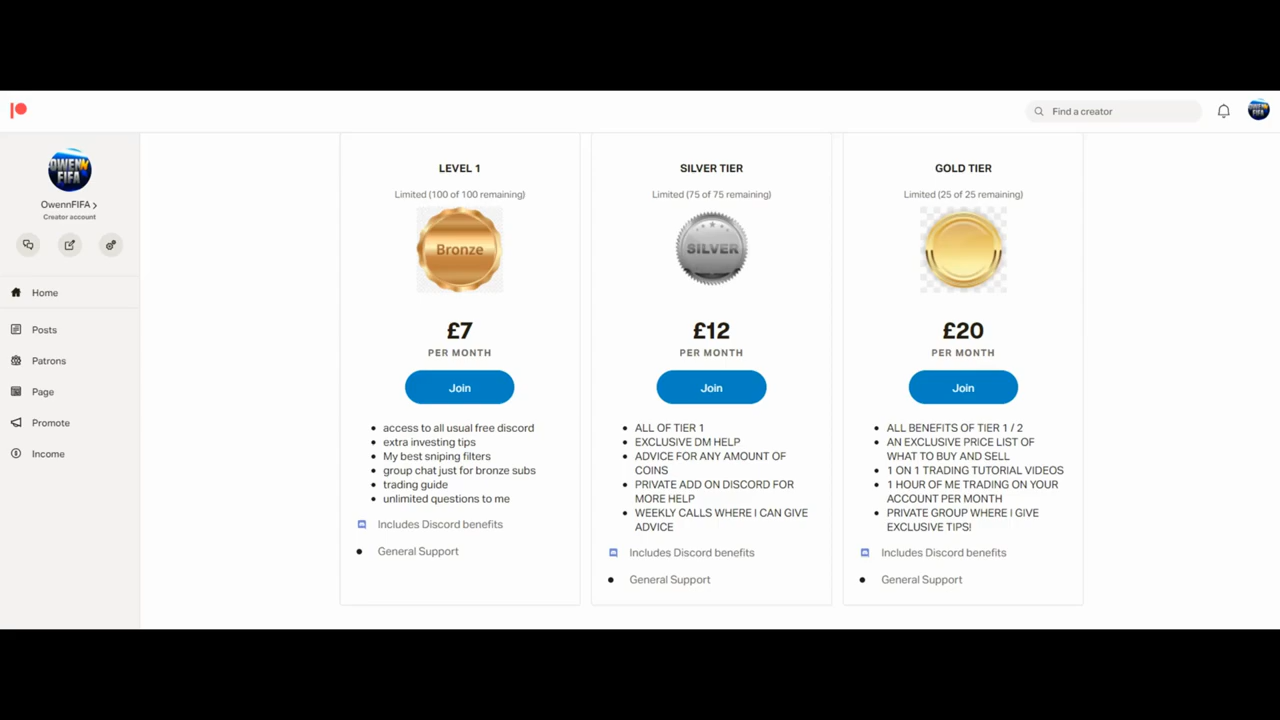 Find a creator
OWENN
FIFA
OWENN
FIFA
OwennFIFA
Creator account
Home
Posts
Patrons
Page
Promote
Income
LEVEL 1
Limited (100 of 100 remaining)
Bronze
£7
PER MONTH
Join
access to all usual free discord
extra investing tips
My best sniping filters
group chat just for bronze subs
trading guide
unlimited questions to me
Includes Discord benefits
General Support
SILVER TIER
Limited (75 of 75 remaining)
SILVER
£12
PER MONTH
Join
ALL OF TIER 1
EXCLUSIVE DM HELP
ADVICE FOR ANY AMOUNT OF
COINS
PRIVATE ADD ON DISCORD FOR
MORE HELP
WEEKLY CALLS WHERE I CAN GIVE
ADVICE
Includes Discord benefits
General Support
GOLD TIER
Limited (25 of 25 remaining)
£20
PER MONTH
Join
ALL BENEFITS OF TIER 1 / 2
AN EXCLUSIVE PRICE LIST OF
WHAT TO BUY AND SELL
1 ON 1 TRADING TUTORIAL VIDEOS
1 HOUR OF ME TRADING ON YOUR
ACCOUNT PER MONTH
PRIVATE GROUP WHERE I GIVE
EXCLUSIVE TIPS!
Includes Discord benefits
General Support